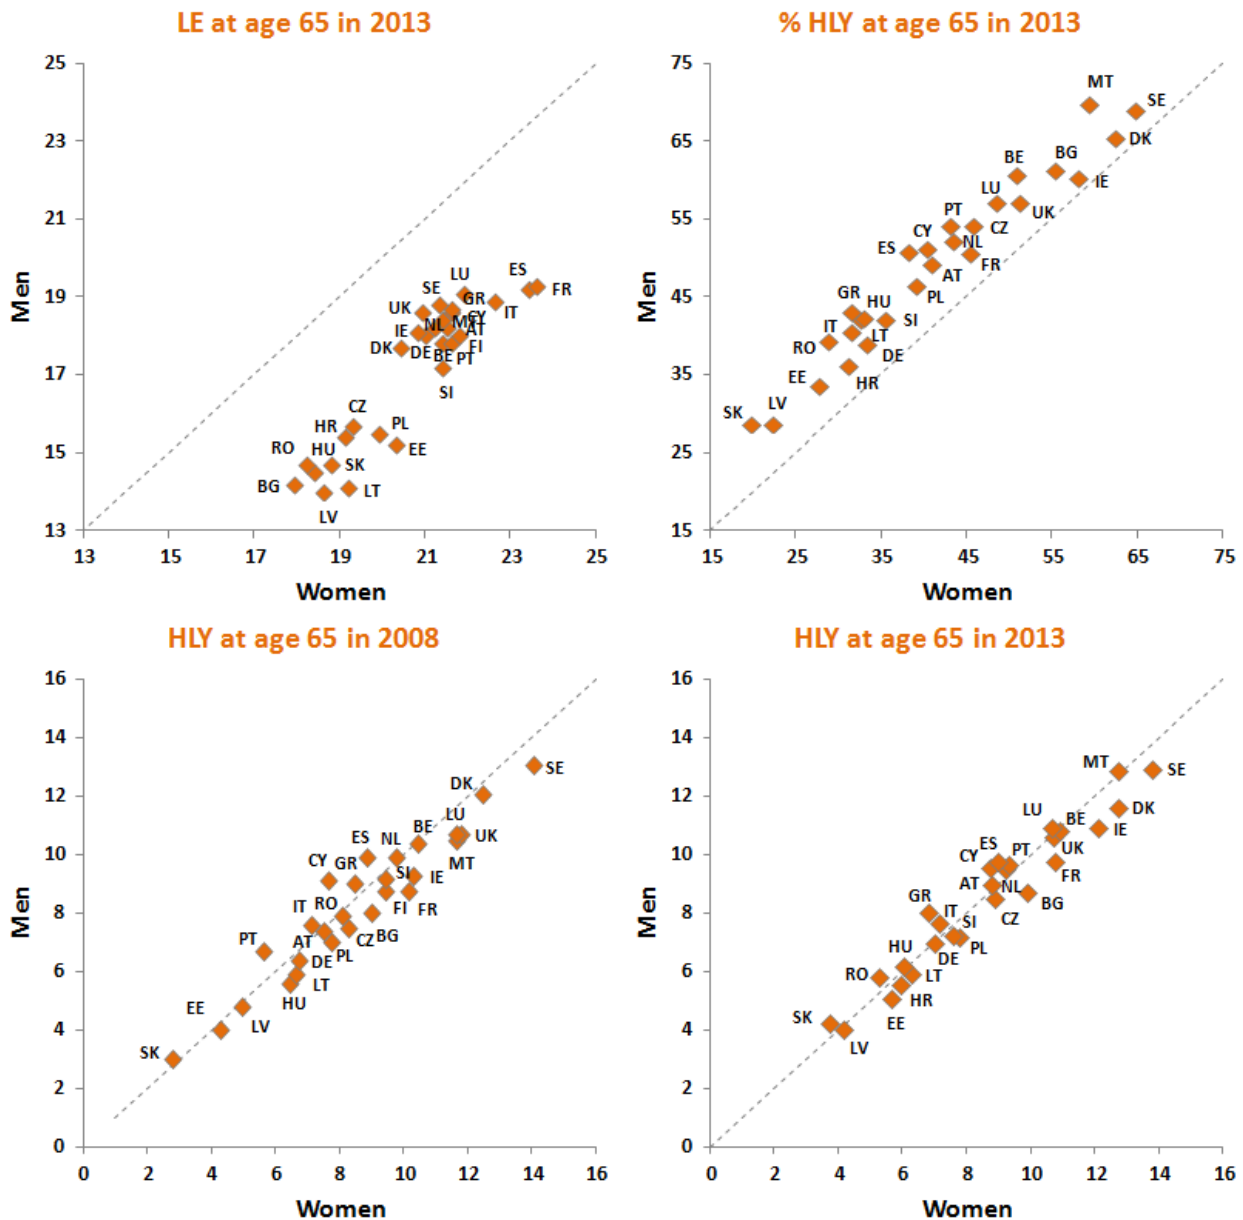 LE at age 65 in 2013
25
23
21
19
17
15
13
Men
ES
FR
LU
SE
GR
IT
UK
CY
NL
MT
IE
AT
DK
DE
BE
FI
PT
SI
CZ
HR
PL
RO
HU
EE
SK
BG
LT
LV
13 15 17 19 21 23 25
Women
% HLY at age 65 in 2013
75
65
55
45
35
25
15
Men
MT
SE
DK
BE
BG
IE
LU
UK
PT
CZ
CY
NL
ES
FR
AT
PL
GR
HU
SI
IT
LT
RO
DE
EE
HR
SK
LV
15 25 35 45 55 65 75
Women
HLY at age 65 in 2008
16
14
12
10
8
6
4
2
0
Men
SE
DK
LU
UK
BE
MT
ES
NL
CY
GR
SI
IE
IT
RO
FI
FR
PT
AT
CZ
BG
PL
DE
LT
HU
EE
LV
SK
0 2 4 6 8 10 12 14 16
Women
HLY at age 65 in 2013
16
14
12
10
8
6
4
2
0
Men
MT
SE
DK
LU
BE
IE
UK
ES
PT
CY
FR
AT
NL
BG
GR
IT
CZ
SI
PL
HU
DE
RO
LT
HR
EE
SK
LV
0 2 4 6 8 10 12 14 16
Women